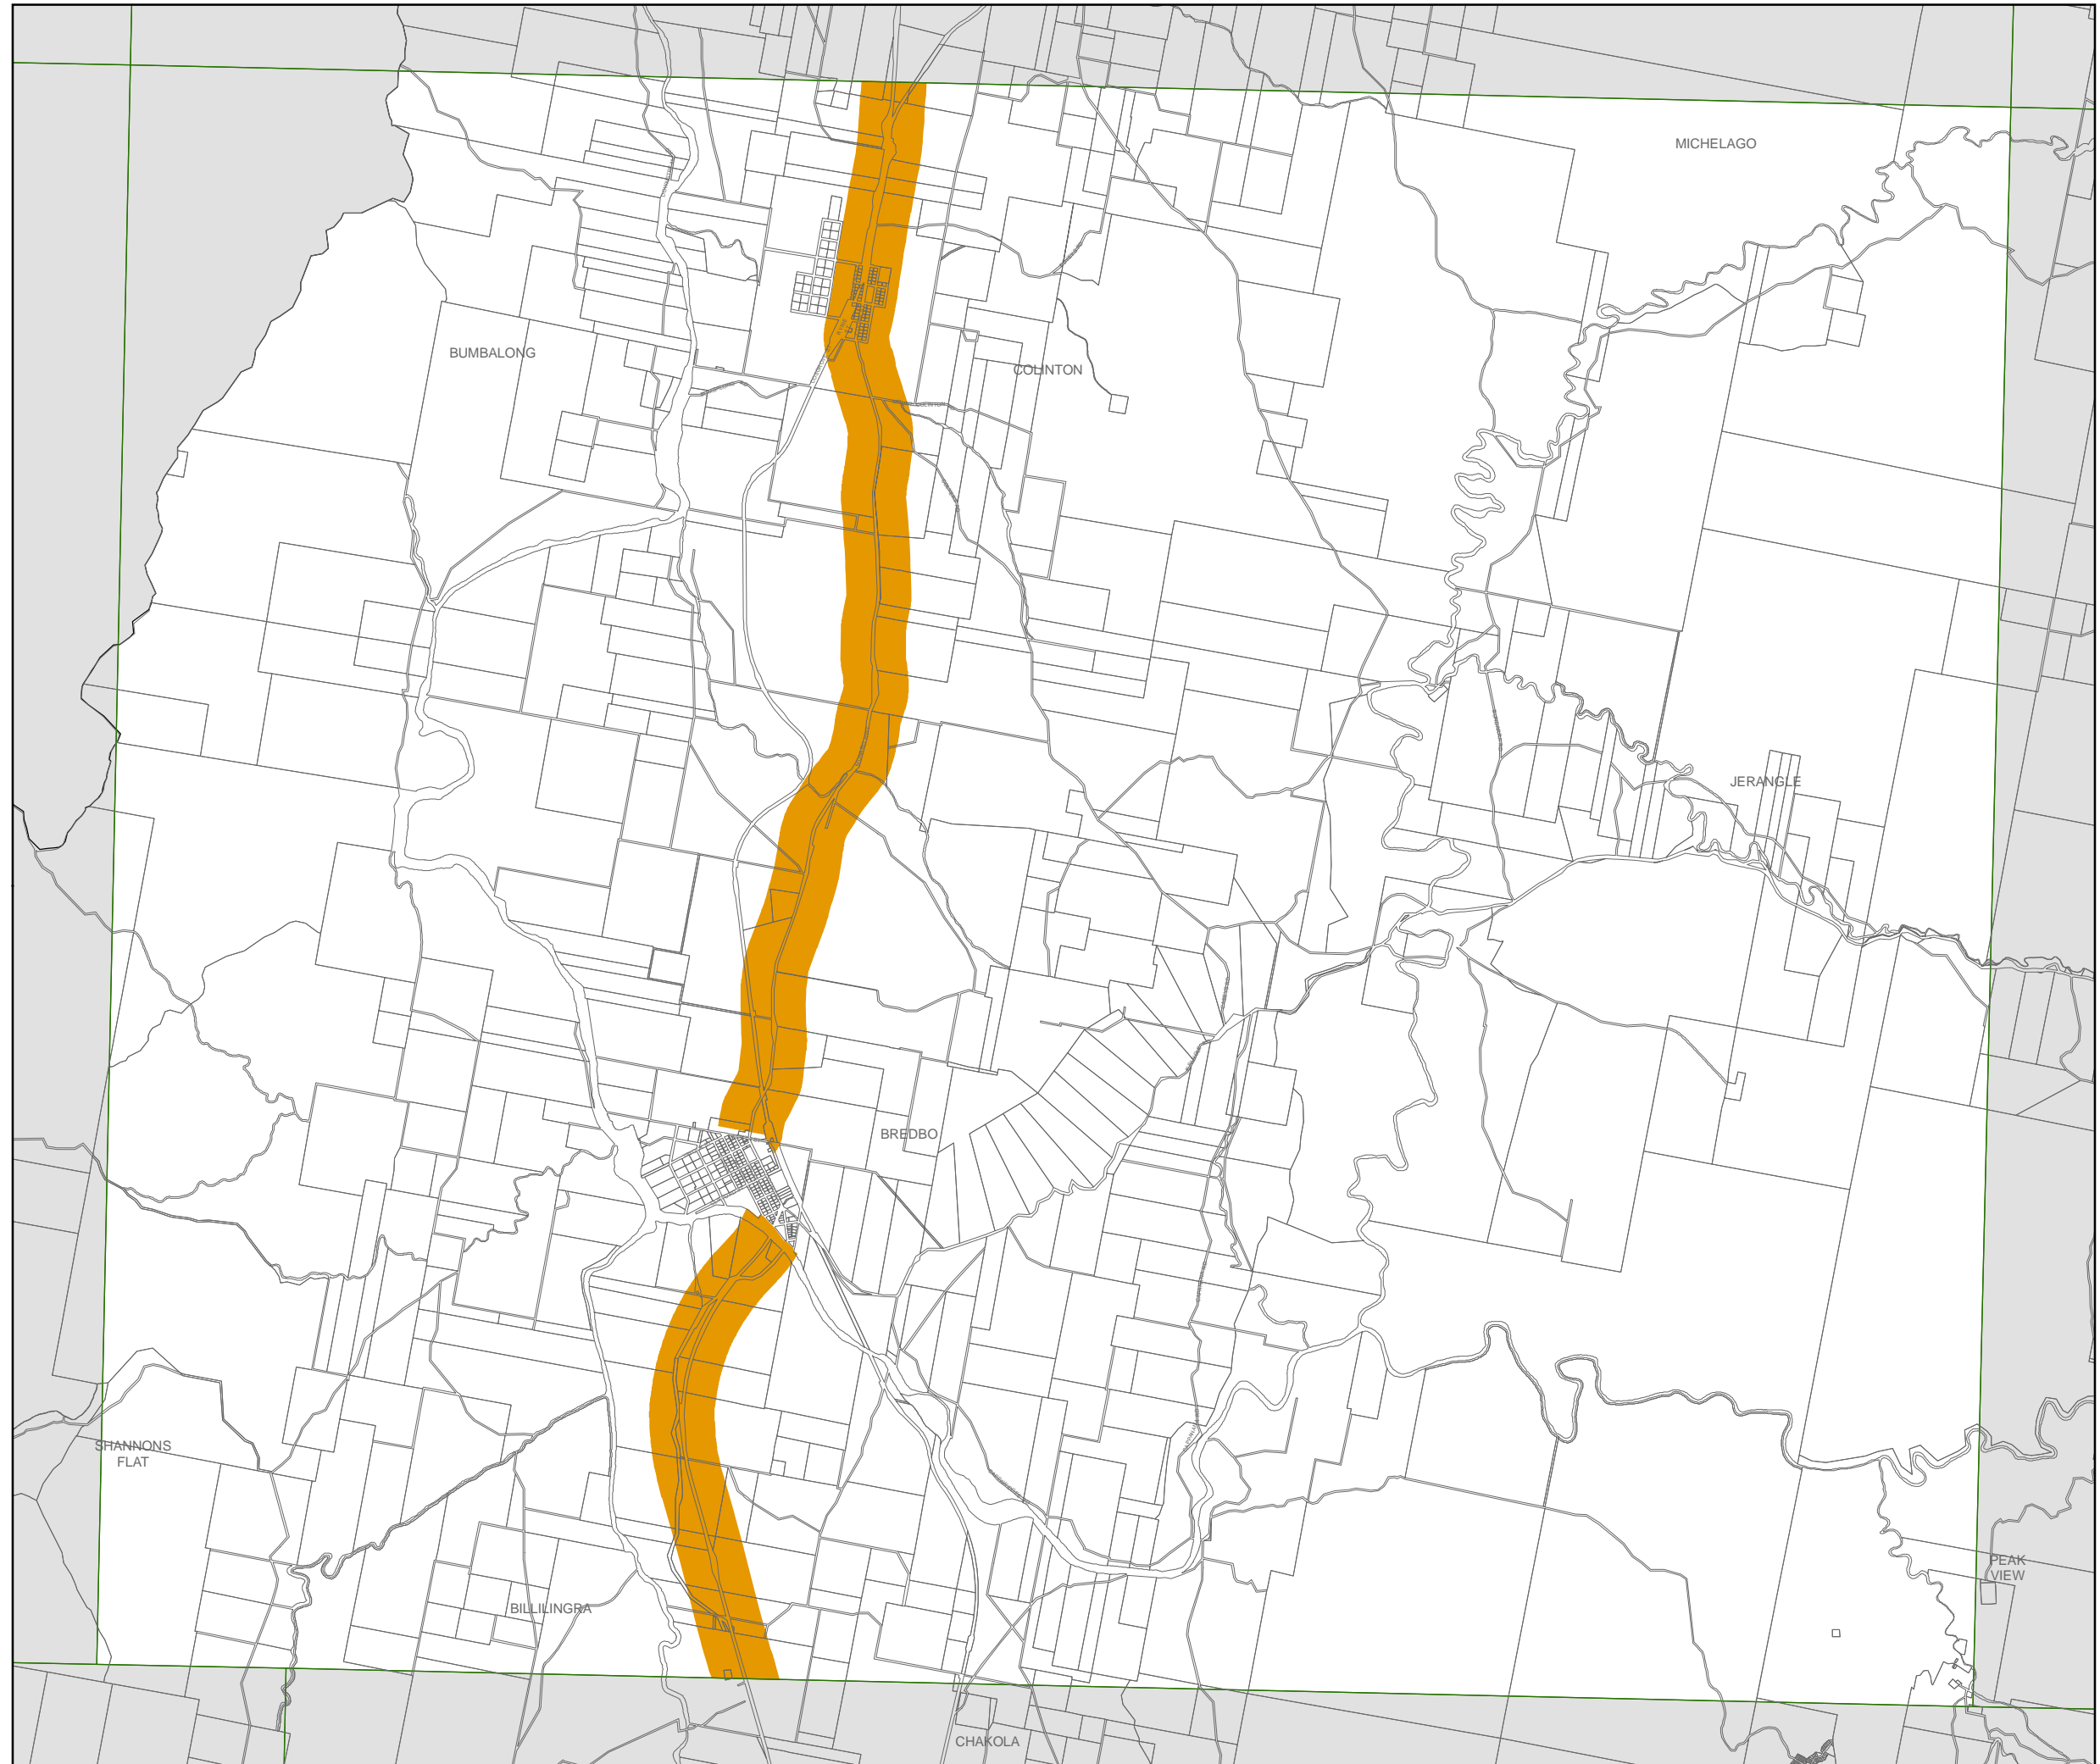 MICHELAGO
BUMBALONG
COLINTON
JERANGLE
BREDBO
SHANNONS
FLAT
PEAK
VIEW
BILLILINGRA
CHAKOLA